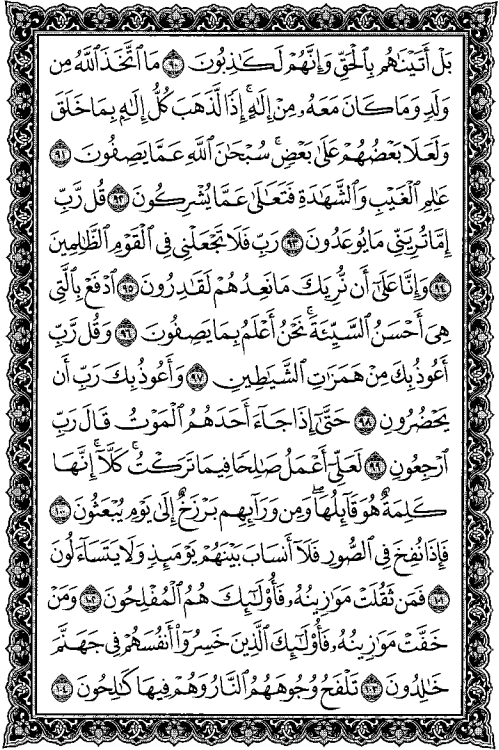 بَلْ أَتَيْنَٰهُم بِٱلْحَقِّ وَإِنَّهُمْ لَكَٰذِبُونَ ٩٠ مَا ٱتَّخَذَ ٱللَّهُ مِن
وَلَدٍ وَمَا كَانَ مَعَهُۥ مِنْ إِلَٰهٍ ۚ إِذًا لَّذَهَبَ كُلُّ إِلَٰهٍۭ بِمَا خَلَقَ
وَلَعَلَا بَعْضُهُمْ عَلَىٰ بَعْضٍ ۚ سُبْحَٰنَ ٱللَّهِ عَمَّا يَصِفُونَ ٩١
عَٰلِمِ ٱلْغَيْبِ وَٱلشَّهَٰدَةِ فَتَعَٰلَىٰ عَمَّا يُشْرِكُونَ ٩٢ قُل رَّبِّ
إِمَّا تُرِيَنِّي مَا يُوعَدُونَ ٩٣ رَبِّ فَلَا تَجْعَلْنِي فِي ٱلْقَوْمِ ٱلظَّٰلِمِينَ
٩٤ وَإِنَّا عَلَىٰٓ أَن نُّرِيَكَ مَا نَعِدُهُمْ لَقَٰدِرُونَ ٩٥ ٱدْفَعْ بِٱلَّتِي
هِيَ أَحْسَنُ ٱلسَّيِّئَةَ ۚ نَحْنُ أَعْلَمُ بِمَا يَصِفُونَ ٩٦ وَقُل رَّبِّ
أَعُوذُ بِكَ مِنْ هَمَزَٰتِ ٱلشَّيَٰطِينِ ٩٧ وَأَعُوذُ بِكَ رَبِّ أَن
يَحْضُرُونِ ٩٨ حَتَّىٰٓ إِذَا جَآءَ أَحَدَهُمُ ٱلْمَوْتُ قَالَ رَبِّ
ٱرْجِعُونِ ٩٩ لَعَلِّيٓ أَعْمَلُ صَٰلِحًا فِيمَا تَرَكْتُ ۚ كَلَّآ ۚ إِنَّهَا
كَلِمَةٌ هُوَ قَآئِلُهَا ۖ وَمِن وَرَآئِهِم بَرْزَخٌ إِلَىٰ يَوْمِ يُبْعَثُونَ ١٠٠
فَإِذَا نُفِخَ فِي ٱلصُّورِ فَلَآ أَنسَابَ بَيْنَهُمْ يَوْمَئِذٍ وَلَا يَتَسَآءَلُونَ
١٠١ فَمَن ثَقُلَتْ مَوَٰزِينُهُۥ فَأُو۟لَٰٓئِكَ هُمُ ٱلْمُفْلِحُونَ ١٠٢ وَمَنْ
خَفَّتْ مَوَٰزِينُهُۥ فَأُو۟لَٰٓئِكَ ٱلَّذِينَ خَسِرُوٓا۟ أَنفُسَهُمْ فِي جَهَنَّمَ
خَٰلِدُونَ ١٠٣ تَلْفَحُ وُجُوهَهُمُ ٱلنَّارُ وَهُمْ فِيهَا كَٰلِحُونَ ١٠٤